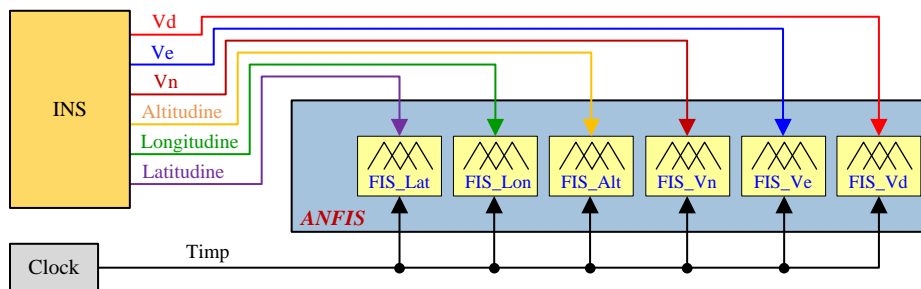 Vd
Ve
Vn
INS
Altitudine
Longitudine
Latitudine
FIS_Lat
FIS_Lon
FIS_Alt
FIS_Vn
FIS_Ve
FIS_Vd
ANFIS
Timp
Clock